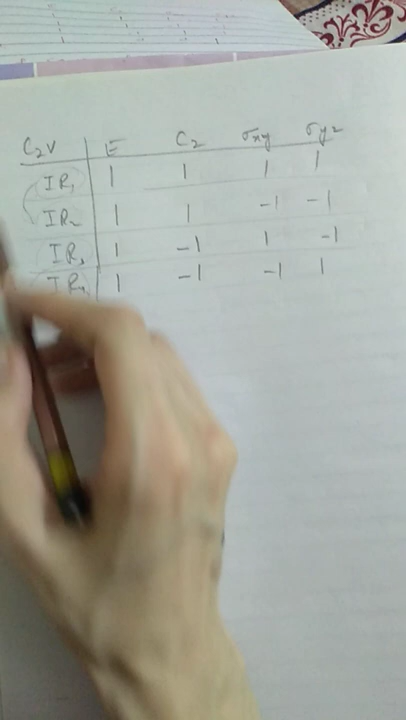 C₂v E C₂ σxy σyz
IR₁ 1 1 1 1
IR₂ 1 1 -1 -1
IR₃ 1 -1 1 -1
IR₄ 1 -1 -1 1